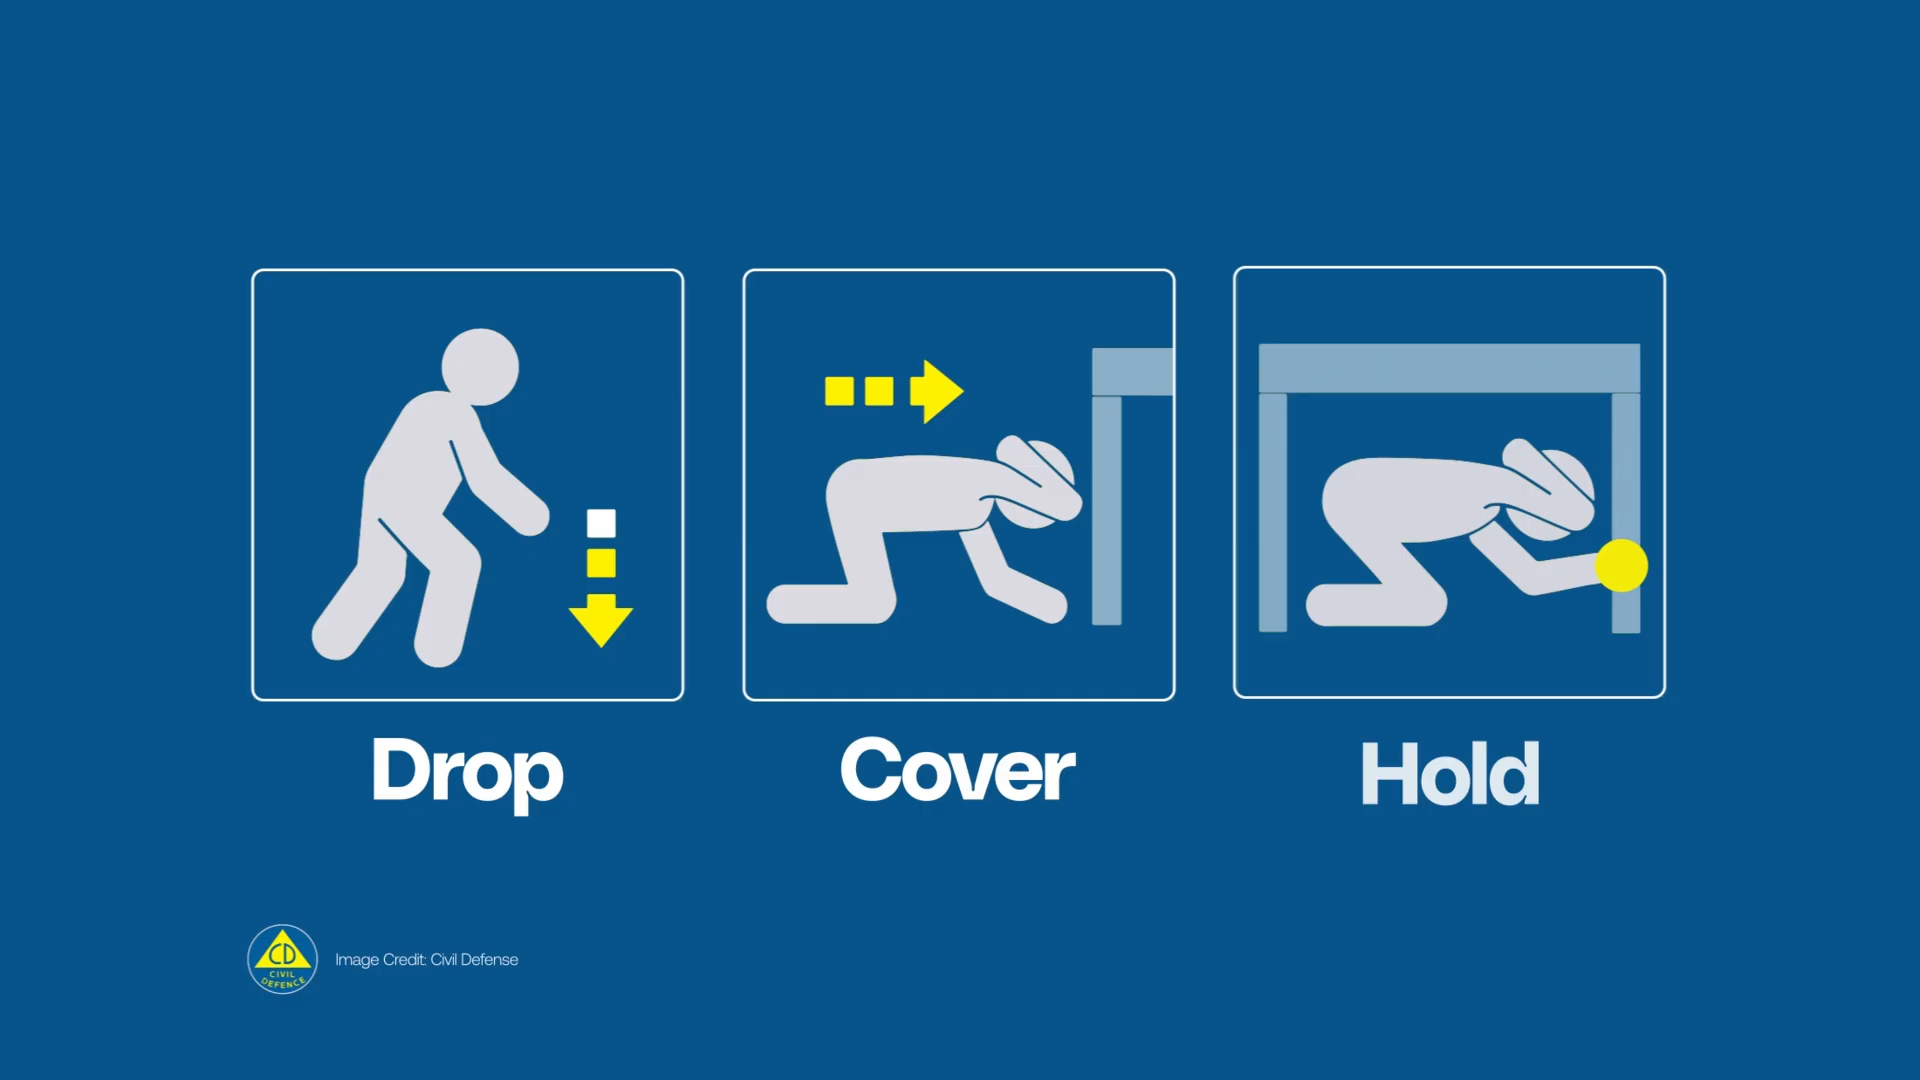 Drop
Cover
Hold
CD
CIVIL
DEFENCE
Image Credit: Civil Defense